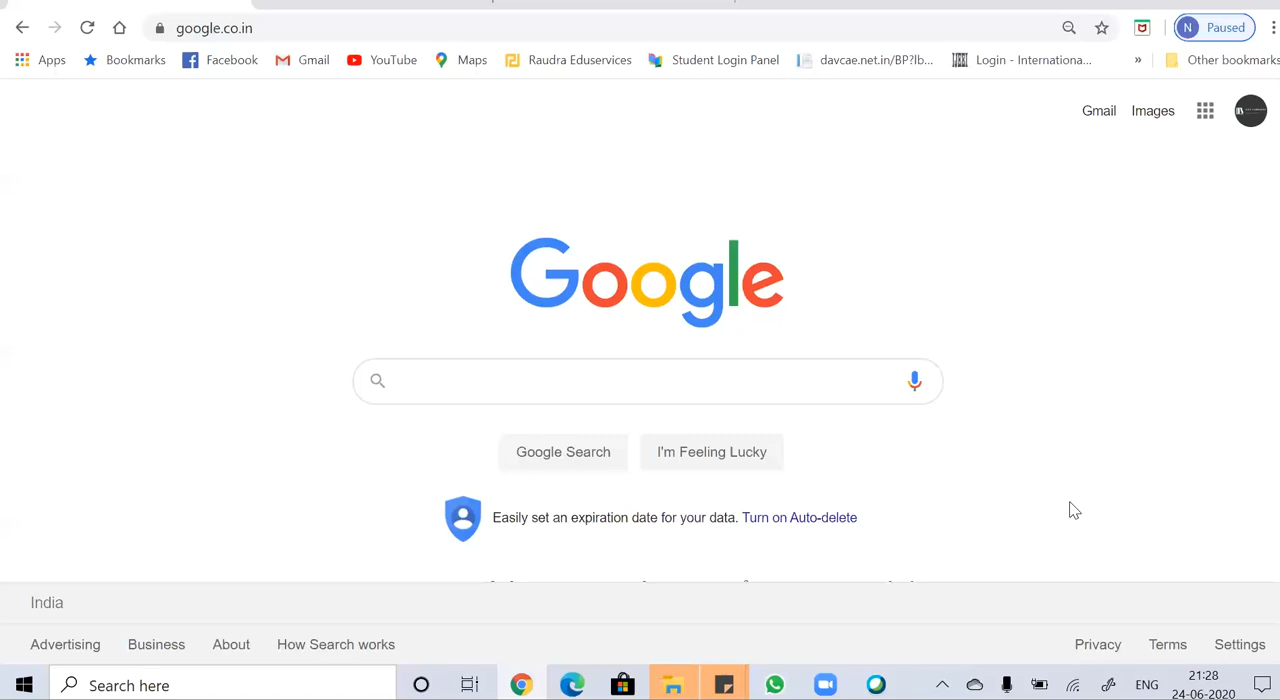 google.co.in
N Paused
Apps Bookmarks Facebook Gmail YouTube Maps Raudra Eduservices Student Login Panel davcae.net.in/BP?lb... Login - Internationa... » Other bookmarks
Gmail Images
Google
Google Search I'm Feeling Lucky
Easily set an expiration date for your data. Turn on Auto-delete
India
Advertising Business About How Search works Privacy Terms Settings
Search here ENG 21:28
24-06-2020